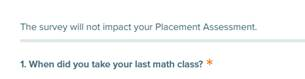 The survey will not impact your Placement Assessment.
1. When did you take your last math class? *